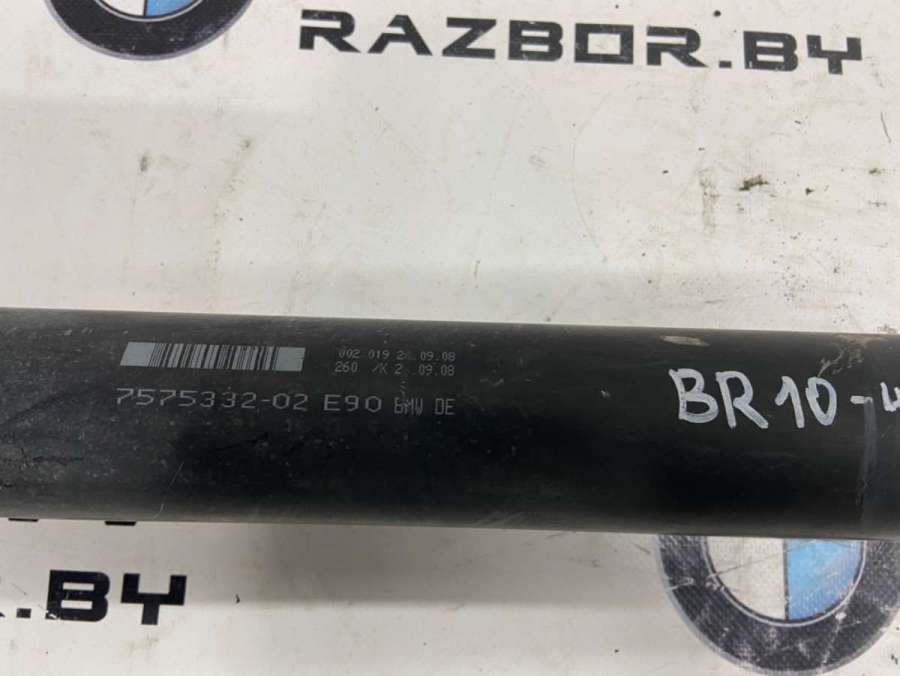 RAZBOR.BY
002 019 2 .09.08
260 /K 2 .09.08
7575332-02 E90 BMW DE
BR10-
.BY